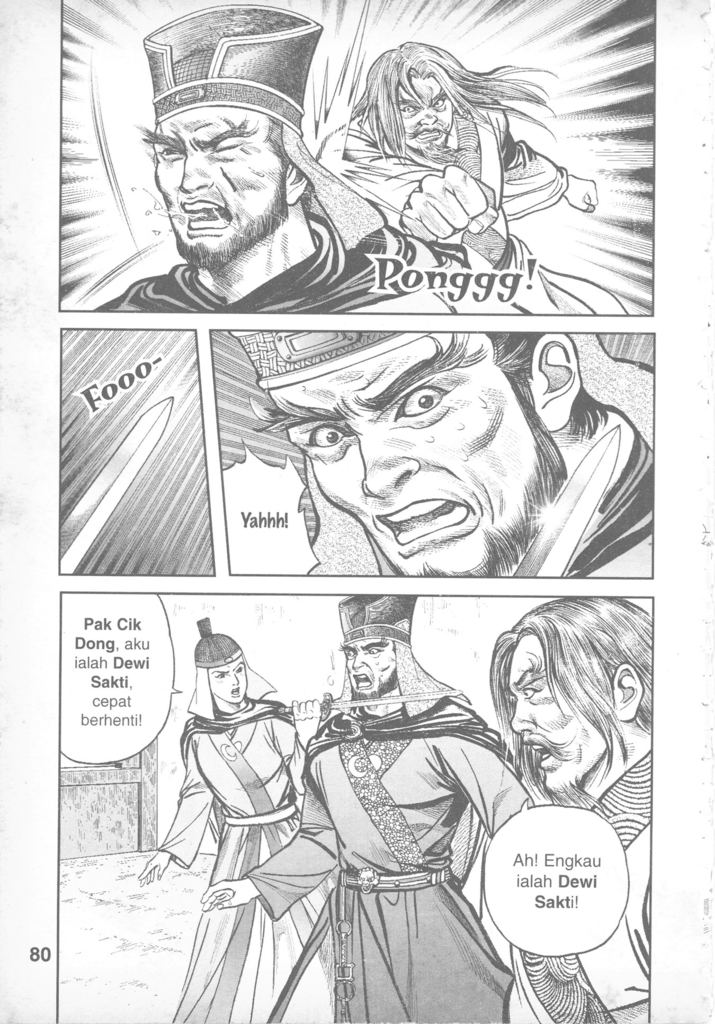 Ponggg!
Fooo-
Yahhh!
Pak Cik
Dong, aku
ialah Dewi
Sakti,
cepat
berhenti!
Ah! Engkau
ialah Dewi
Sakti!
80